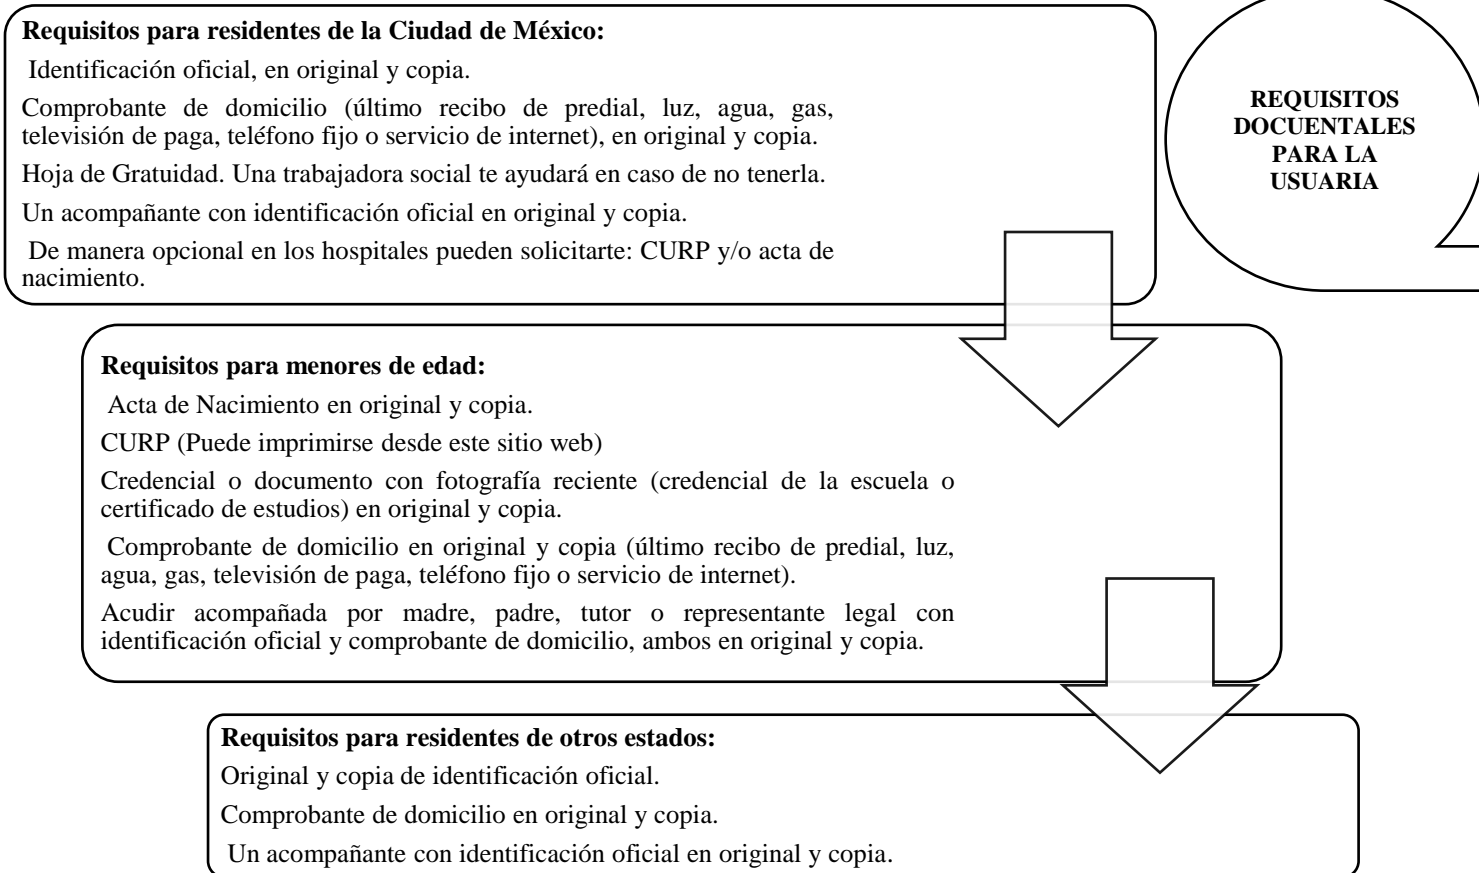 Requisitos para residentes de la Ciudad de México:
Identificación oficial, en original y copia.
Comprobante de domicilio (último recibo de predial, luz, agua, gas,
televisión de paga, teléfono fijo o servicio de internet), en original y copia.
Hoja de Gratuidad. Una trabajadora social te ayudará en caso de no tenerla.
Un acompañante con identificación oficial en original y copia.
De manera opcional en los hospitales pueden solicitarte: CURP y/o acta de
nacimiento.
REQUISITOS
DOCUENTALES
PARA LA
USUARIA
Requisitos para menores de edad:
Acta de Nacimiento en original y copia.
CURP (Puede imprimirse desde este sitio web)
Credencial o documento con fotografía reciente (credencial de la escuela o
certificado de estudios) en original y copia.
Comprobante de domicilio en original y copia (último recibo de predial, luz,
agua, gas, televisión de paga, teléfono fijo o servicio de internet).
Acudir acompañada por madre, padre, tutor o representante legal con
identificación oficial y comprobante de domicilio, ambos en original y copia.
Requisitos para residentes de otros estados:
Original y copia de identificación oficial.
Comprobante de domicilio en original y copia.
Un acompañante con identificación oficial en original y copia.